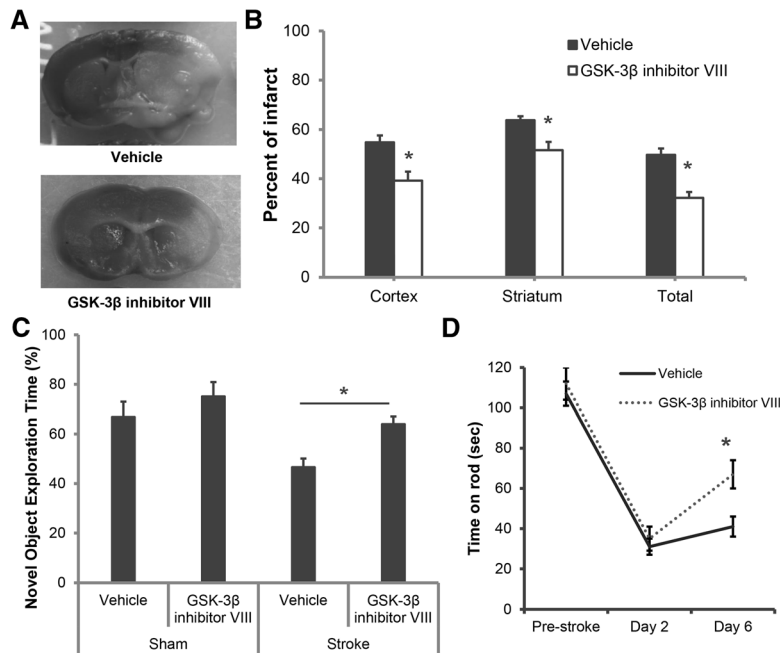 A
Vehicle
GSK-3β inhibitor VIII
B
Percent of infarct
100
80
60
40
20
0
Vehicle
GSK-3β inhibitor VIII
*
*
*
Cortex
Striatum
Total
C
Novel Object Exploration Time (%)
100
80
60
40
20
0
*
Vehicle
GSK-3β
inhibitor VIII
Vehicle
GSK-3β
inhibitor VIII
Sham
Stroke
D
Time on rod (sec)
120
100
80
60
40
20
0
Vehicle
GSK-3β inhibitor VIII
*
Pre-stroke
Day 2
Day 6